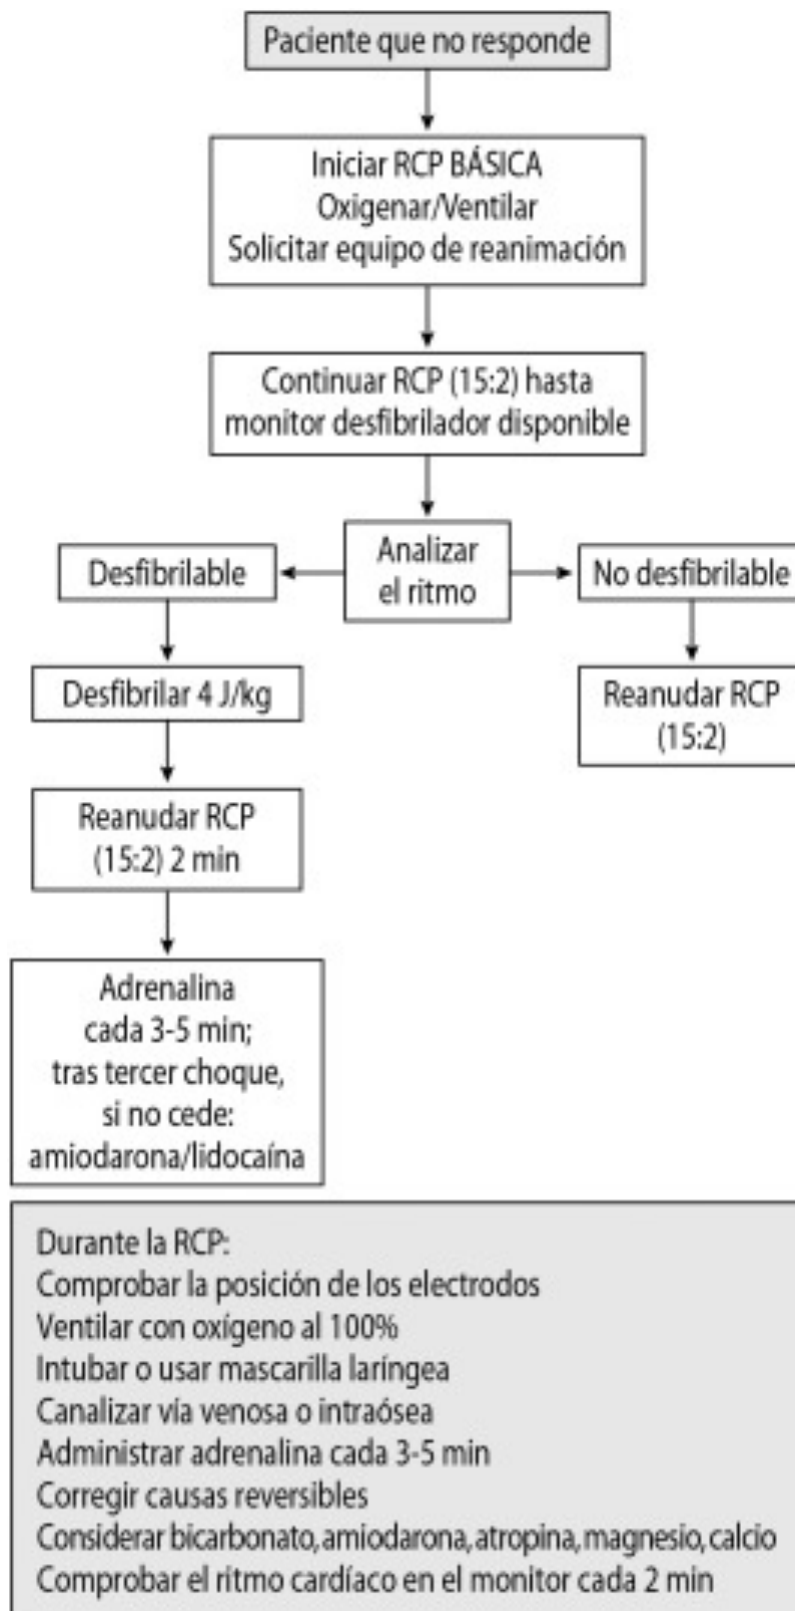 Paciente que no responde
Iniciar RCP BÁSICA
Oxigenar/Ventilar
Solicitar equipo de reanimación
Continuar RCP (15:2) hasta
monitor desfibrilador disponible
Analizar
el ritmo
Desfibrilable
No desfibrilable
Desfibrilar 4 J/kg
Reanudar RCP
(15:2)
Reanudar RCP
(15:2) 2 min
Adrenalina
cada 3-5 min;
tras tercer choque,
si no cede:
amiodarona/lidocaína
Durante la RCP:
Comprobar la posición de los electrodos
Ventilar con oxígeno al 100%
Intubar o usar mascarilla laríngea
Canalizar vía venosa o intraósea
Administrar adrenalina cada 3-5 min
Corregir causas reversibles
Considerar bicarbonato, amiodarona, atropina, magnesio, calcio
Comprobar el ritmo cardíaco en el monitor cada 2 min